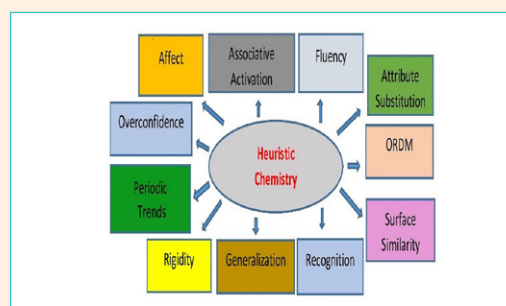 Affect
Associative
Activation
Fluency
Attribute
Substitution
Overconfidence
Heuristic
Chemistry
ORDM
Periodic
Trends
Surface
Similarity
Rigidity
Generalization
Recognition